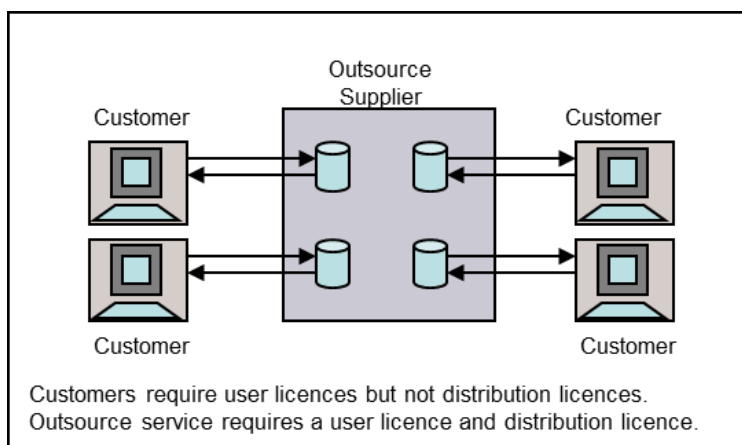 Outsource
Supplier
Customer
Customer
Customer
Customer
Customers require user licences but not distribution licences.
Outsource service requires a user licence and distribution licence.